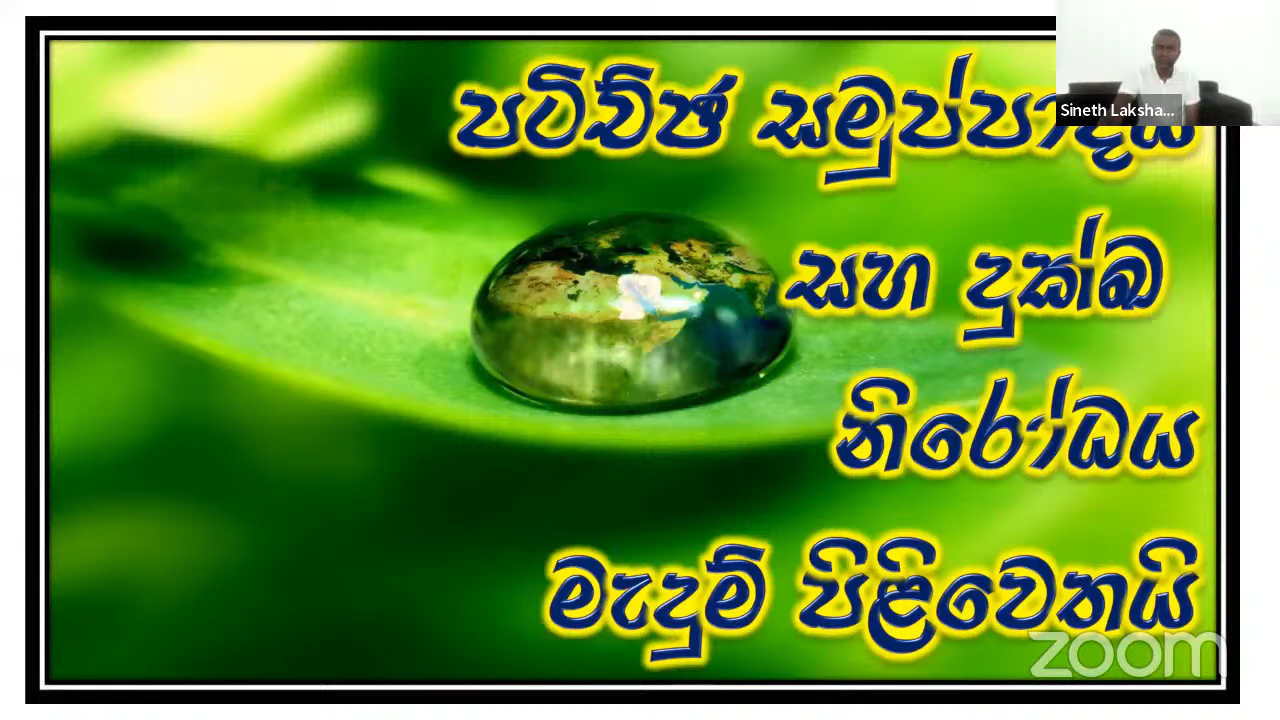 පටිච්ඡ සමුප්පාදය
Sineth Laksha...
සහ දුක්ඛ
නිරෝධය
මැදුම් පිළිවෙතයි
zoom